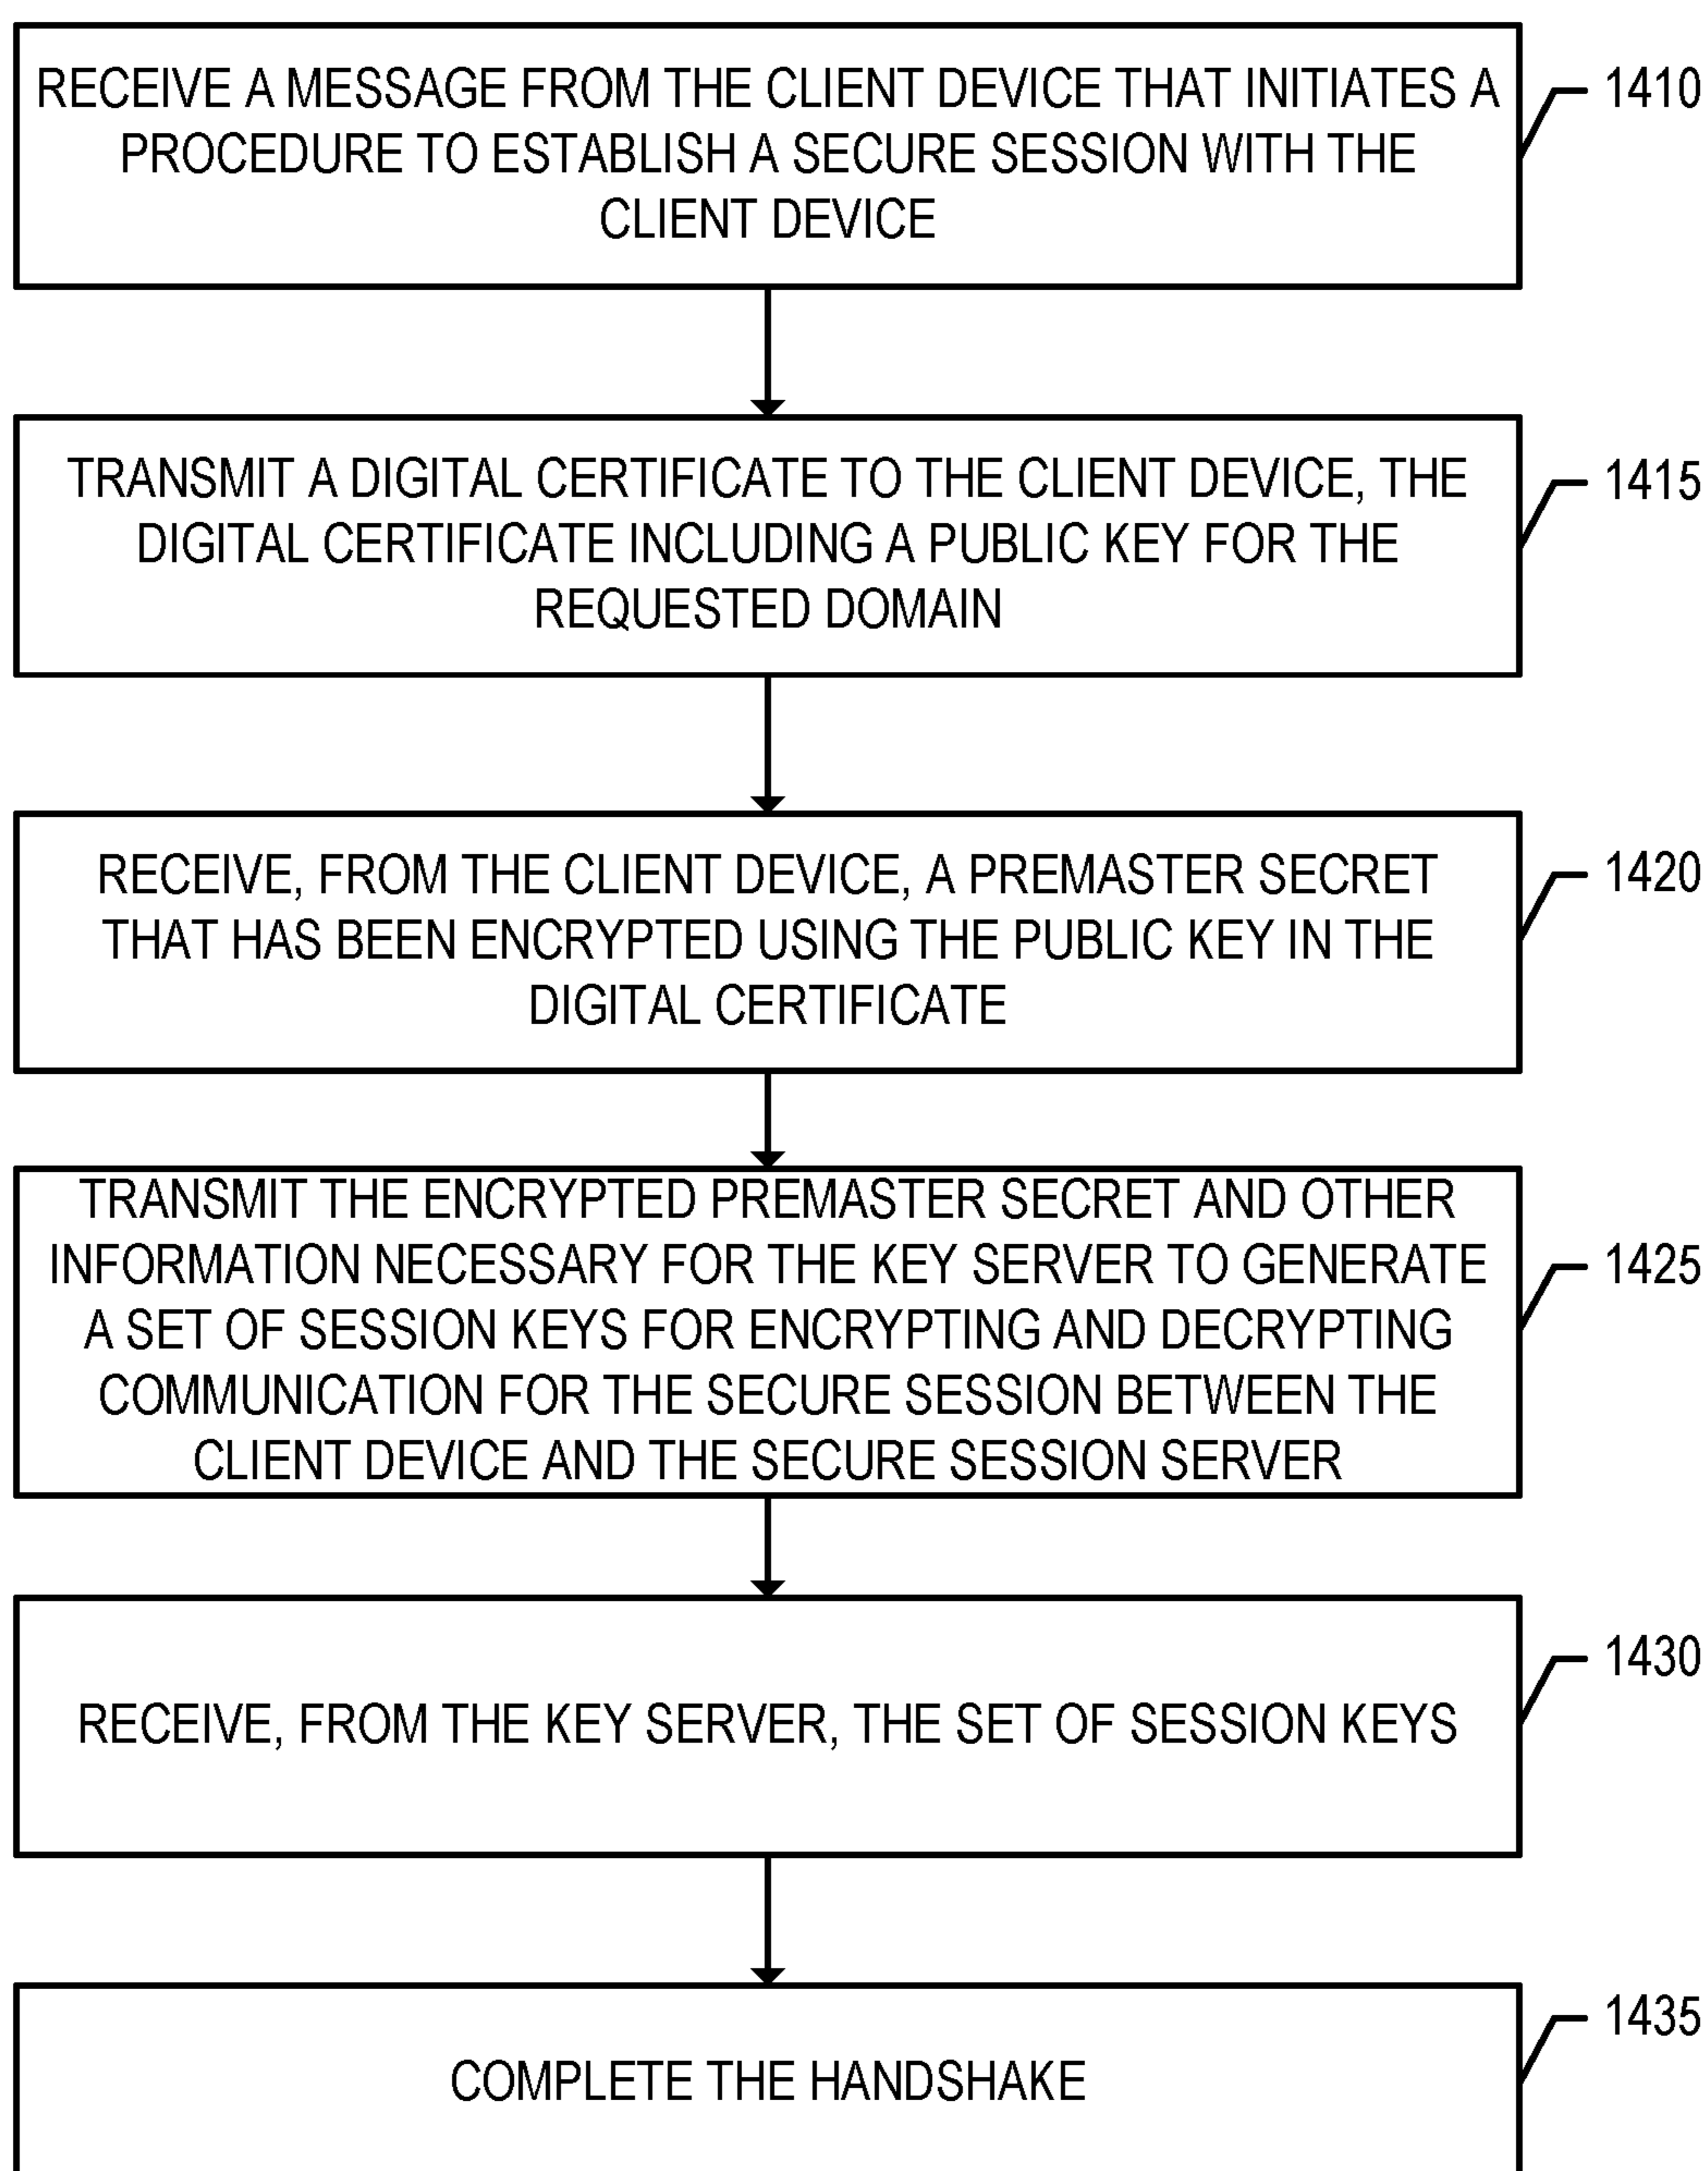 RECEIVE A MESSAGE FROM THE CLIENT DEVICE THAT INITIATES A
PROCEDURE TO ESTABLISH A SECURE SESSION WITH THE
CLIENT DEVICE
1410
TRANSMIT A DIGITAL CERTIFICATE TO THE CLIENT DEVICE, THE
DIGITAL CERTIFICATE INCLUDING A PUBLIC KEY FOR THE
REQUESTED DOMAIN
1415
RECEIVE, FROM THE CLIENT DEVICE, A PREMASTER SECRET
THAT HAS BEEN ENCRYPTED USING THE PUBLIC KEY IN THE
DIGITAL CERTIFICATE
1420
TRANSMIT THE ENCRYPTED PREMASTER SECRET AND OTHER
INFORMATION NECESSARY FOR THE KEY SERVER TO GENERATE
A SET OF SESSION KEYS FOR ENCRYPTING AND DECRYPTING
COMMUNICATION FOR THE SECURE SESSION BETWEEN THE
CLIENT DEVICE AND THE SECURE SESSION SERVER
1425
RECEIVE, FROM THE KEY SERVER, THE SET OF SESSION KEYS
1430
COMPLETE THE HANDSHAKE
1435